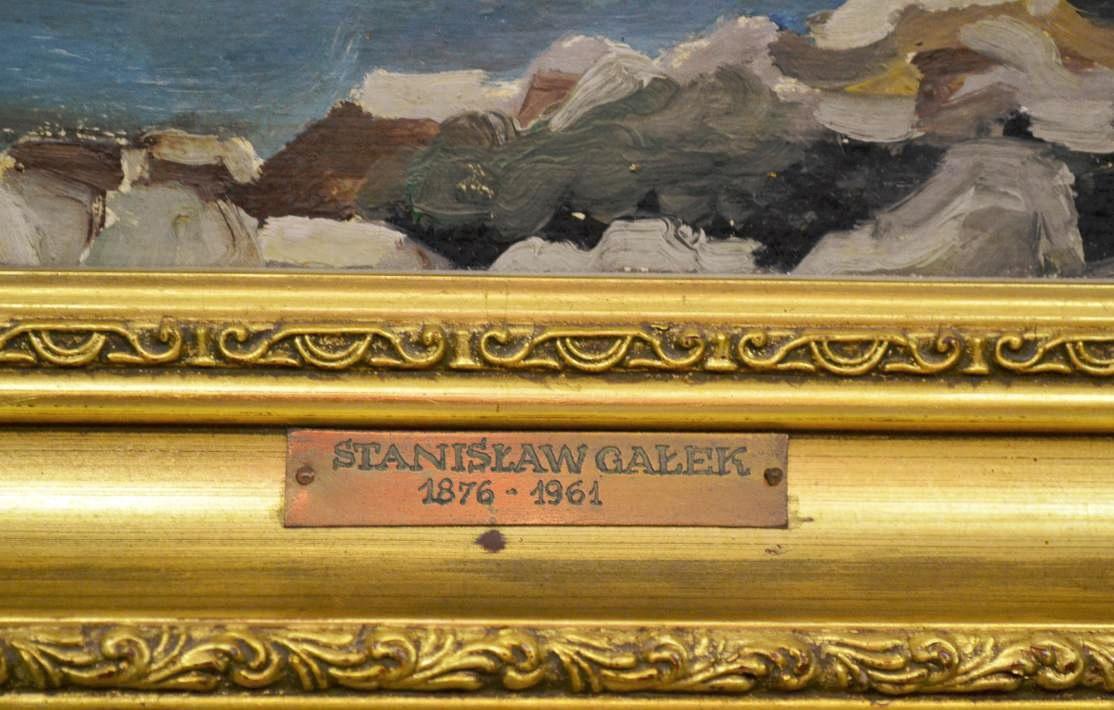 STANISŁAW GAŁEK
1876 - 1961